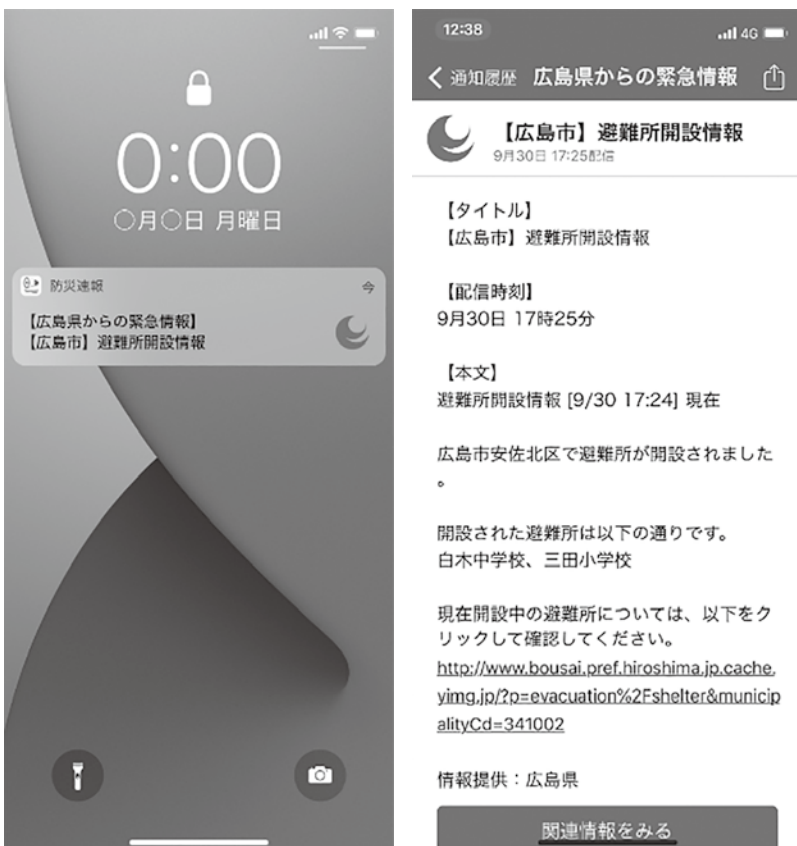 0:00
〇月〇日 月曜日
防災速報
今
【広島県からの緊急情報】
【広島市】避難所開設情報
12:38
4G
通知履歴
広島県からの緊急情報
【広島市】避難所開設情報
9月30日 17:25配信
【タイトル】
【広島市】避難所開設情報
【配信時刻】
9月30日 17時25分
【本文】
避難所開設情報 [9/30 17:24] 現在
広島市安佐北区で避難所が開設されました
。
開設された避難所は以下の通りです。
白木中学校、三田小学校
現在開設中の避難所については、以下をク
リックして確認してください。
http://www.bousai.pref.hiroshima.jp.cache.
yimg.jp/?p=evacuation%2Fshelter&municip
alityCd=341002
情報提供：広島県
関連情報をみる